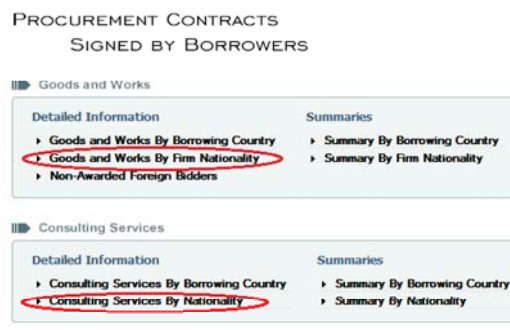 Procurement Contracts
Signed by Borrowers
Goods and Works
Detailed Information
Summaries
Goods and Works By Borrowing Country
Summary By Borrowing Country
Goods and Works By Firm Nationality
Summary By Firm Nationality
Non-Awarded Foreign Bidders
Consulting Services
Detailed Information
Summaries
Consulting Services By Borrowing Country
Summary By Borrowing Country
Consulting Services By Nationality
Summary By Nationality